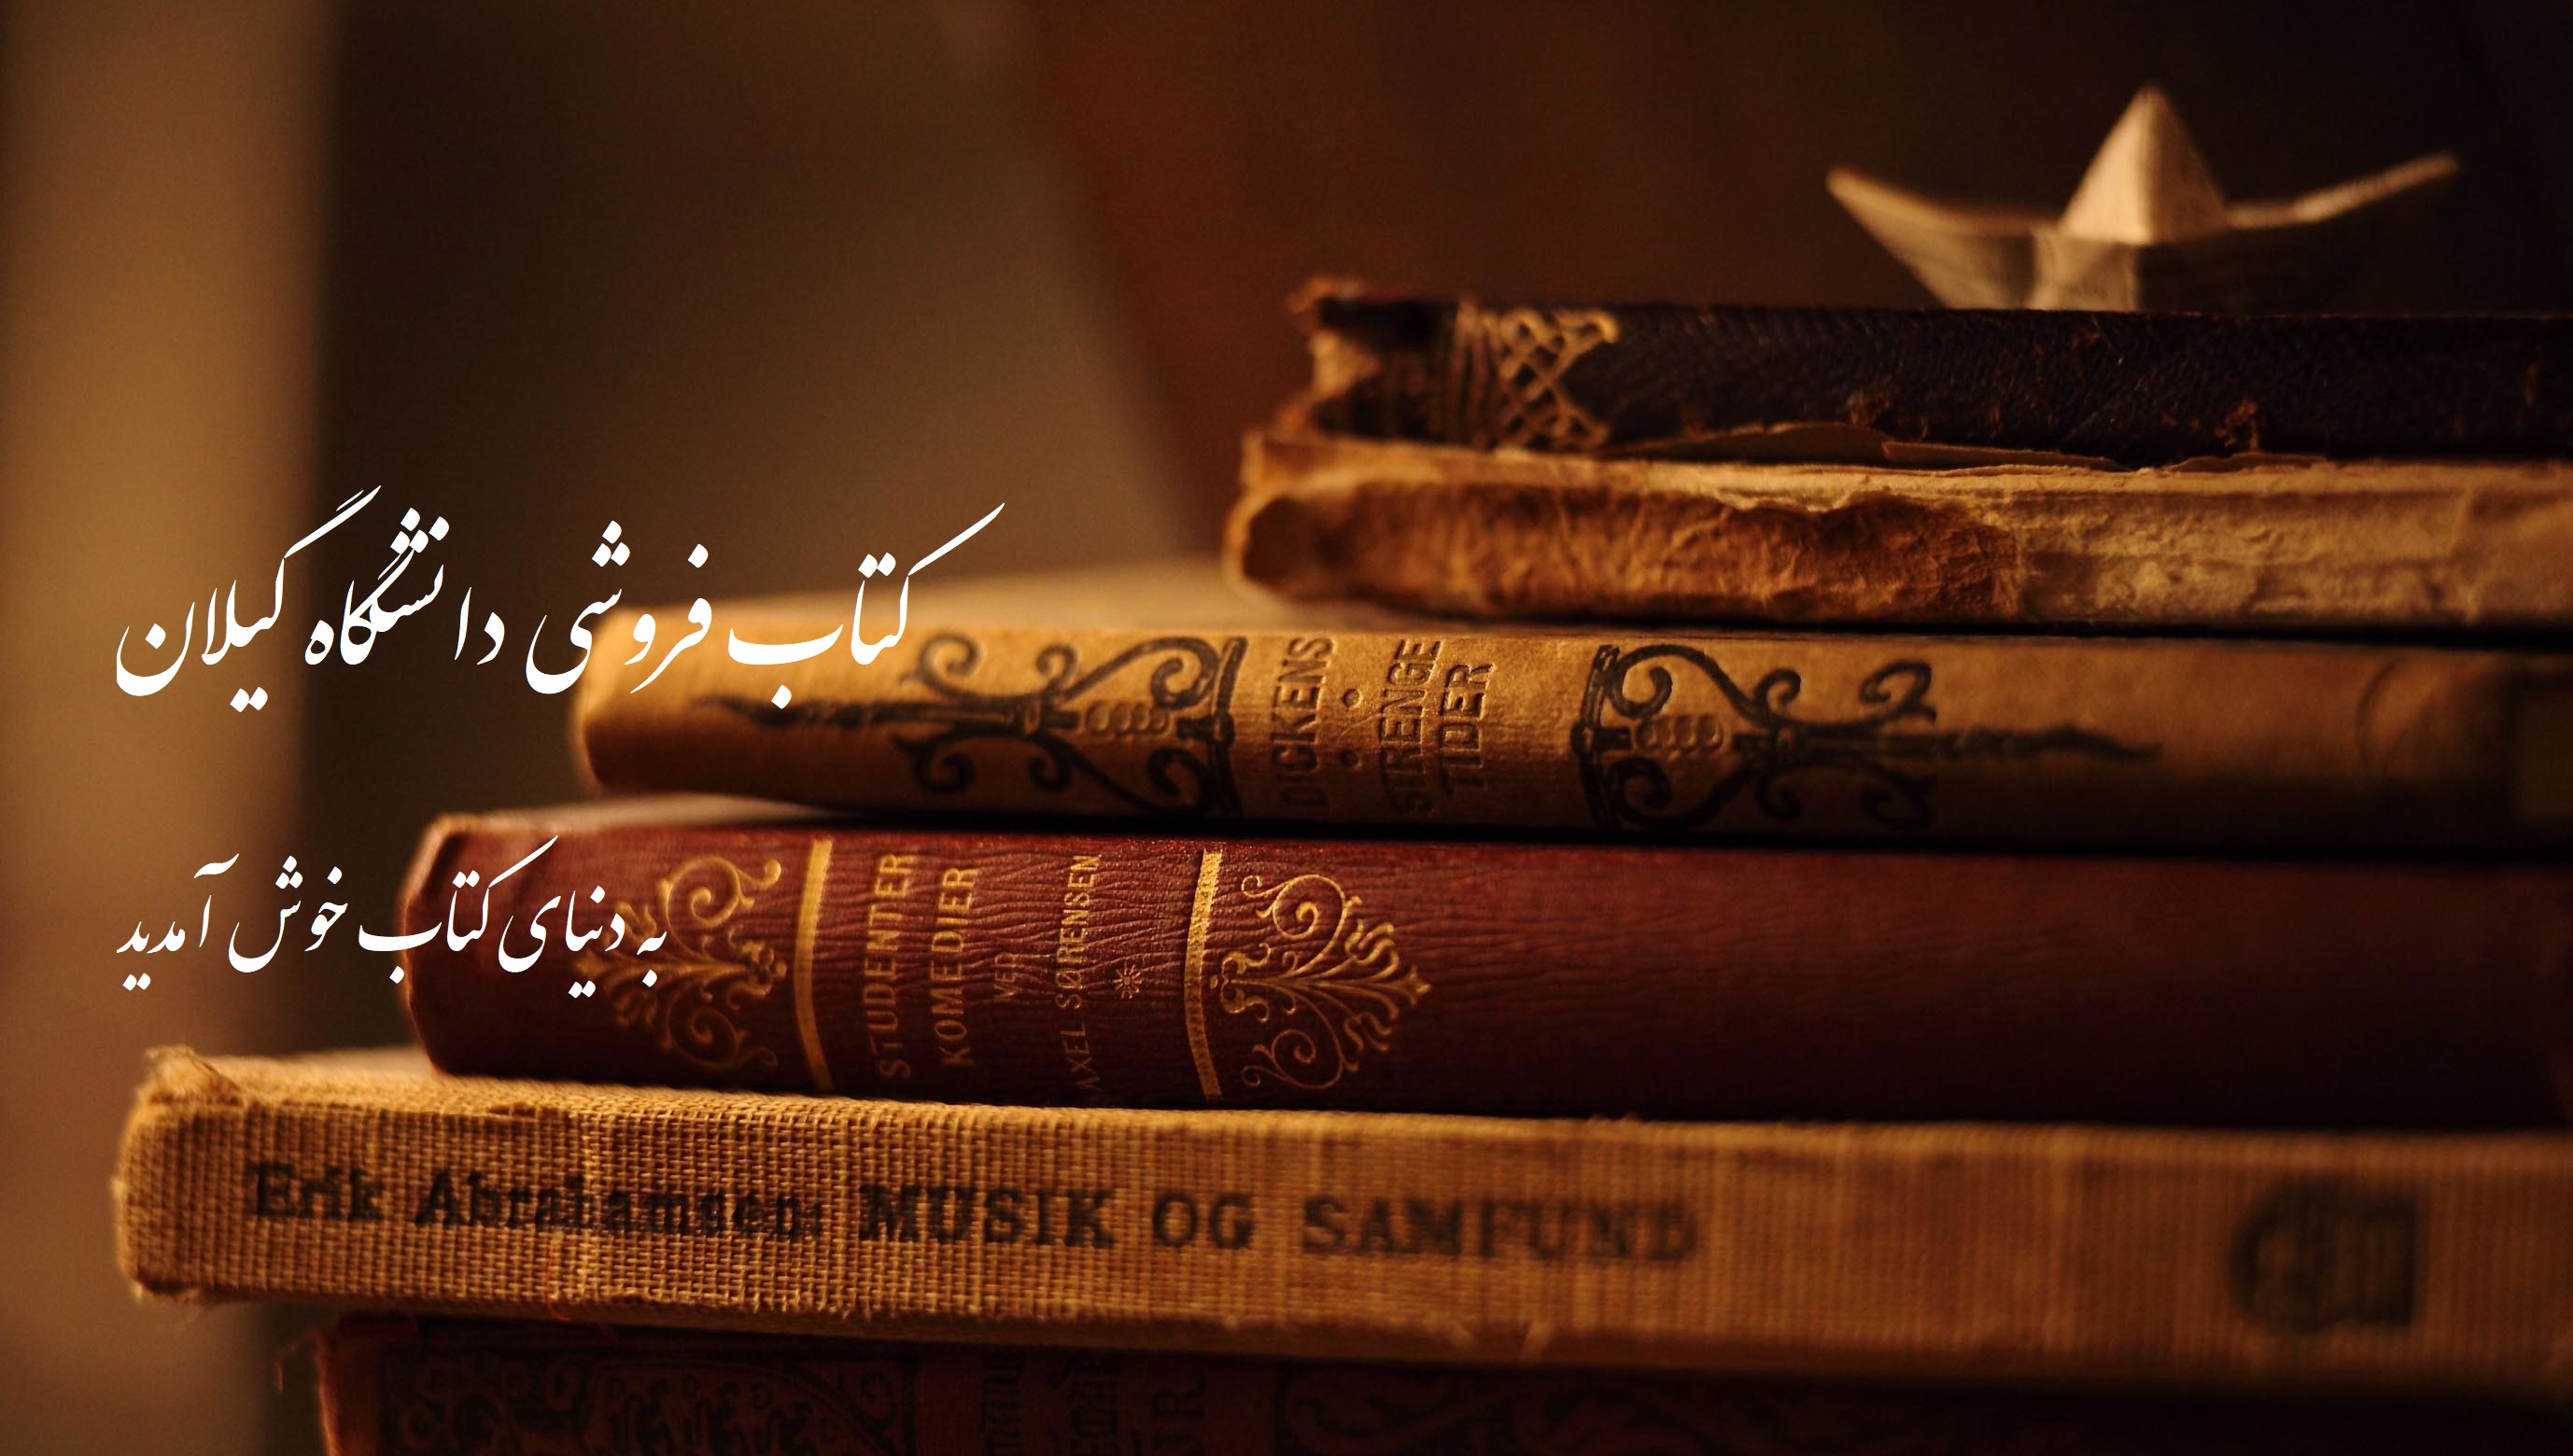 کتاب فروشی دانشگاه گیلان
DICKENS
STRENGE
TIDER
به دنیای کتاب خوش آمدید
STUDENTER
KOMEDIER
VED
AXEL SØRENSEN
Erik Abrahamsen: MUSIK OG SAMFUND